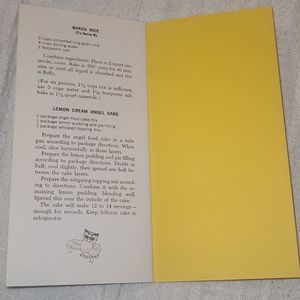 BAKED RICE
(To Serve 8)
2 cups converted long grain rice
4 cups boiling water
2 teaspoons salt
Combine ingredients. Place in 2 quart casserole, cover. Bake in 350° oven for 40 minutes or until all liquid is absorbed and rice is fluffy.
(For six persons, 1½ cups rice is sufficient, use 3 cups water and 1½ teaspoons salt, bake in 1½ quart casserole.)
LEMON CREAM ANGEL CAKE
1 package angel food cake mix
1 package lemon pudding and pie filling
1 package whipped topping mix
Prepare the angel food cake in a tube
pan according to package directions. When
cool, slice horizontally in three layers.
Prepare the lemon pudding and pie filling
according to directions. Divide in
half; cool slightly, then spread one half be-
tween the cake layers.
Prepare the whipping topping mix accord-
ing to directions. Combine it with the re-
maining lemon pudding, blending well.
Spread this over the outside of the cake.
The cake will make 12 to 14 servings—
enough for seconds. Keep leftover cake in
refrigerator.